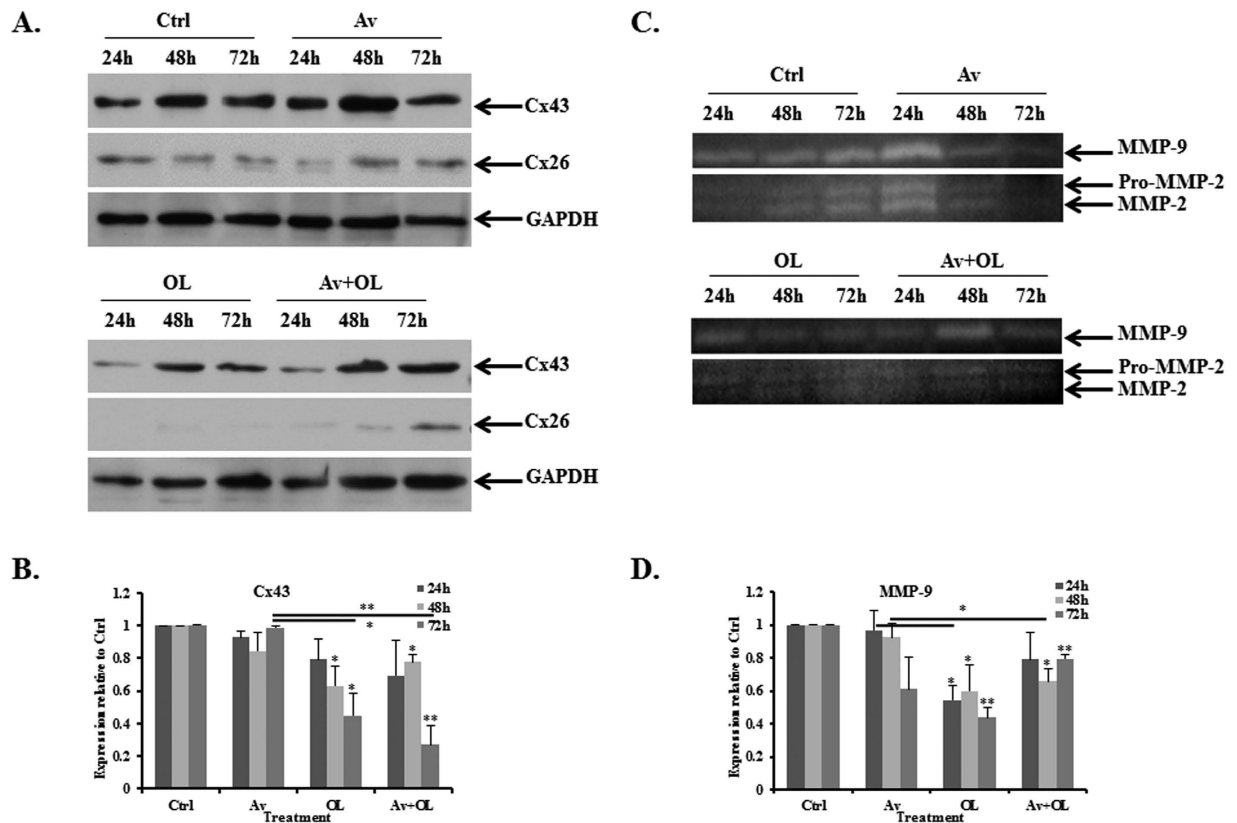 A.
Ctrl Av
24h 48h 72h 24h 48h 72h
Cx43
Cx26
GAPDH
OL Av+OL
24h 48h 72h 24h 48h 72h
Cx43
Cx26
GAPDH
B.
Cx43
24h
48h
72h
Expression relative to Ctrl
1.2
1
0.8
0.6
0.4
0.2
0
**
*
* *
* **
Ctrl Av OL Av+OL
Treatment
C.
Ctrl Av
24h 48h 72h 24h 48h 72h
MMP-9
Pro-MMP-2
MMP-2
OL Av+OL
24h 48h 72h 24h 48h 72h
MMP-9
Pro-MMP-2
MMP-2
D.
MMP-9
24h
48h
72h
Expression relative to Ctrl
1.2
1
0.8
0.6
0.4
0.2
0
*
* * ** * **
Ctrl Av OL Av+OL
Treatment